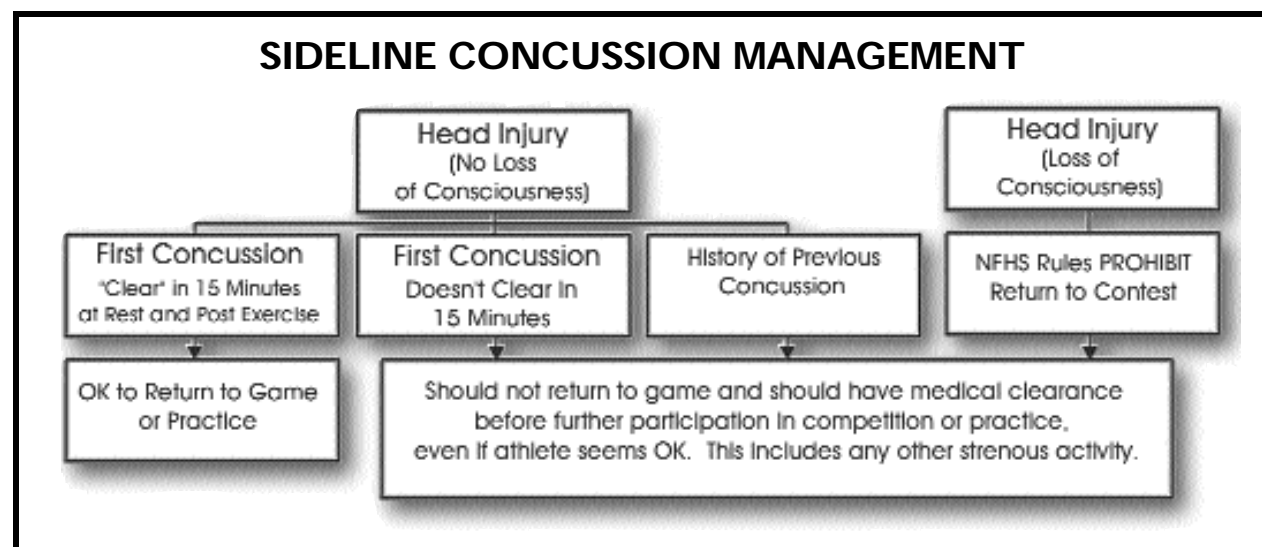 SIDELINE CONCUSSION MANAGEMENT
Head Injury
(No Loss
of Consciousness)
Head Injury
(Loss of
Consciousness)
First Concussion
"Clear" in 15 Minutes
at Rest and Post Exercise
First Concussion
Doesn't Clear In
15 Minutes
History of Previous
Concussion
NFHS Rules PROHIBIT
Return to Contest
OK to Return to Game
or Practice
Should not return to game and should have medical clearance
before further participation in competition or practice,
even if athlete seems OK. This includes any other strenous activity.